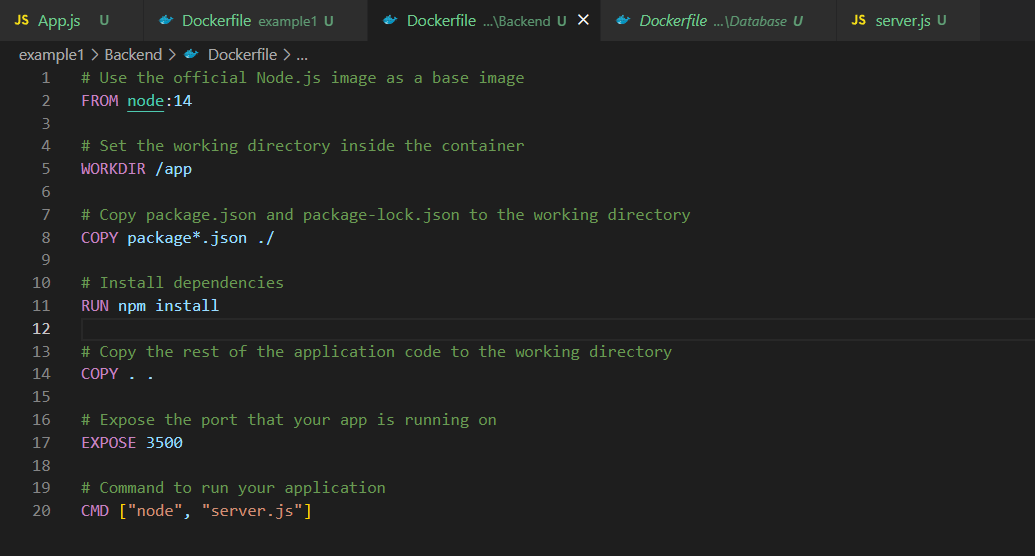 JS App.js U Dockerfile example1 U Dockerfile ...\Backend U × Dockerfile ...\Database U JS server.js U
example1 > Backend > Dockerfile > ...
1 # Use the official Node.js image as a base image
2 FROM node:14
3
4 # Set the working directory inside the container
5 WORKDIR /app
6
7 # Copy package.json and package-lock.json to the working directory
8 COPY package*.json ./
9
10 # Install dependencies
11 RUN npm install
12
13 # Copy the rest of the application code to the working directory
14 COPY . .
15
16 # Expose the port that your app is running on
17 EXPOSE 3500
18
19 # Command to run your application
20 CMD ["node", "server.js"]